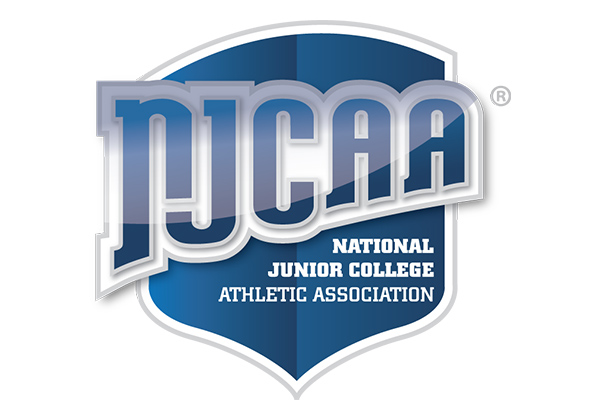 NJCAA®
NATIONAL
JUNIOR COLLEGE
ATHLETIC ASSOCIATION